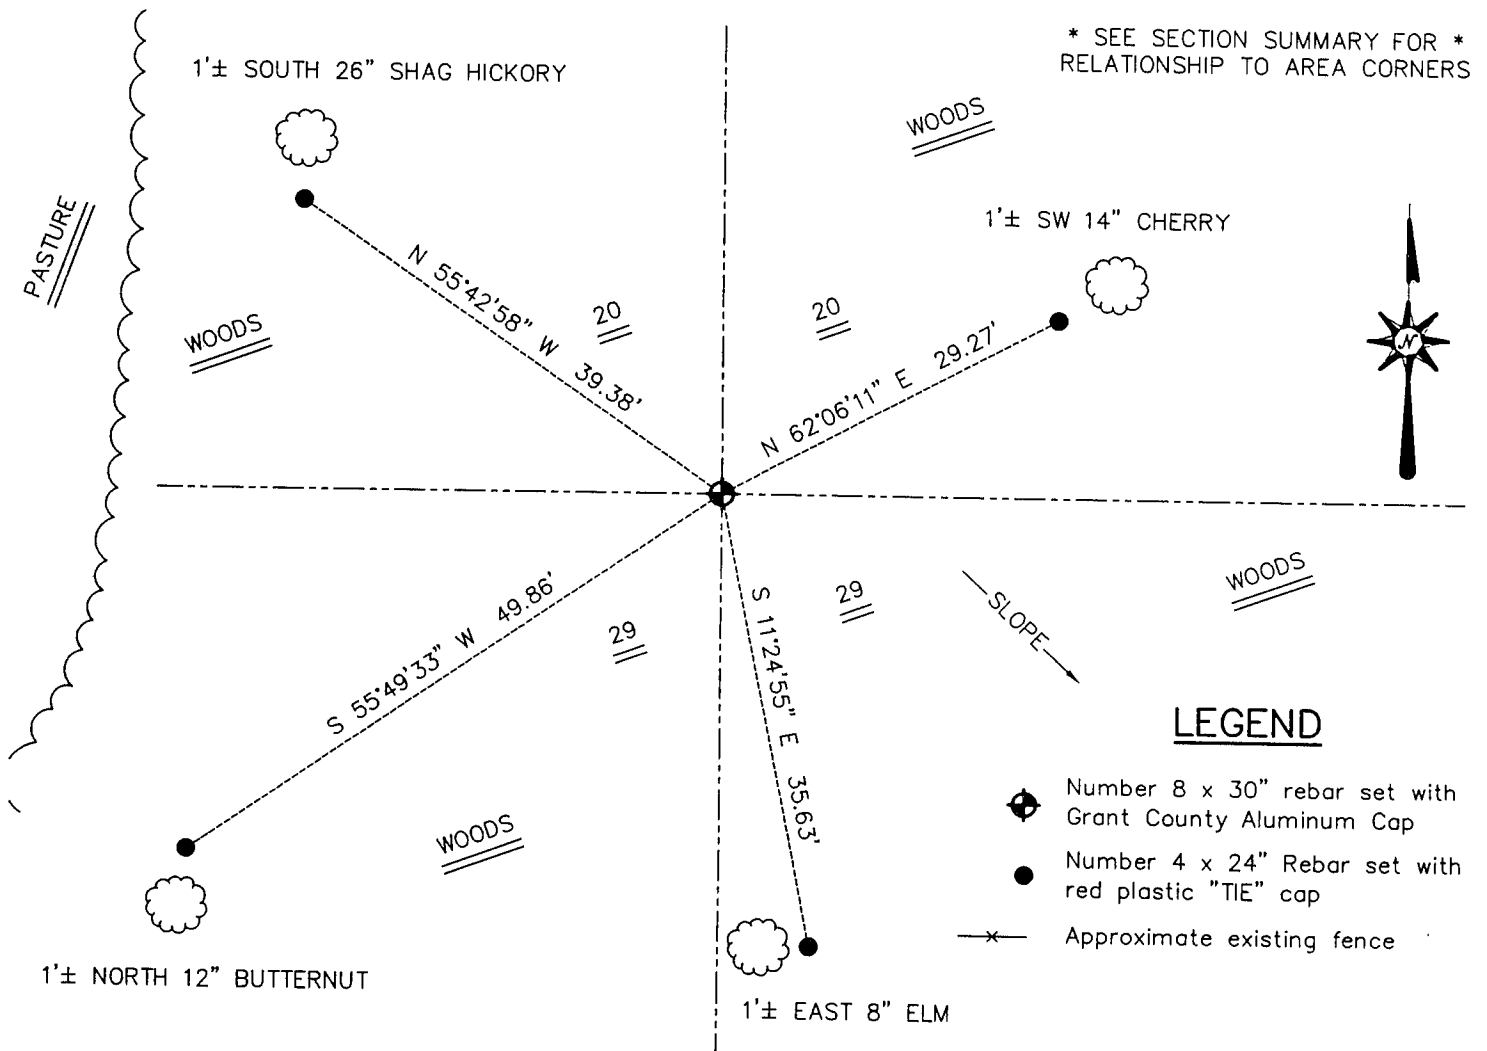 * SEE SECTION SUMMARY FOR *
RELATIONSHIP TO AREA CORNERS
1'± SOUTH 26" SHAG HICKORY
WOODS
PASTURE
1'± SW 14" CHERRY
N 55°42'58" W 39.38'
WOODS
20
20
N 62°06'11" E 29.27'
N
WOODS
29
29
SLOPE
S 55°49'33" W 49.86'
S 11°24'55" E 35.63'
LEGEND
Number 8 x 30" rebar set with
Grant County Aluminum Cap
Number 4 x 24" Rebar set with
red plastic "TIE" cap
Approximate existing fence
WOODS
1'± NORTH 12" BUTTERNUT
1'± EAST 8" ELM